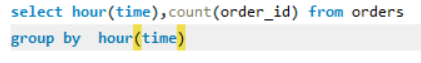 select hour(time),count(order_id) from orders
group by  hour(time)